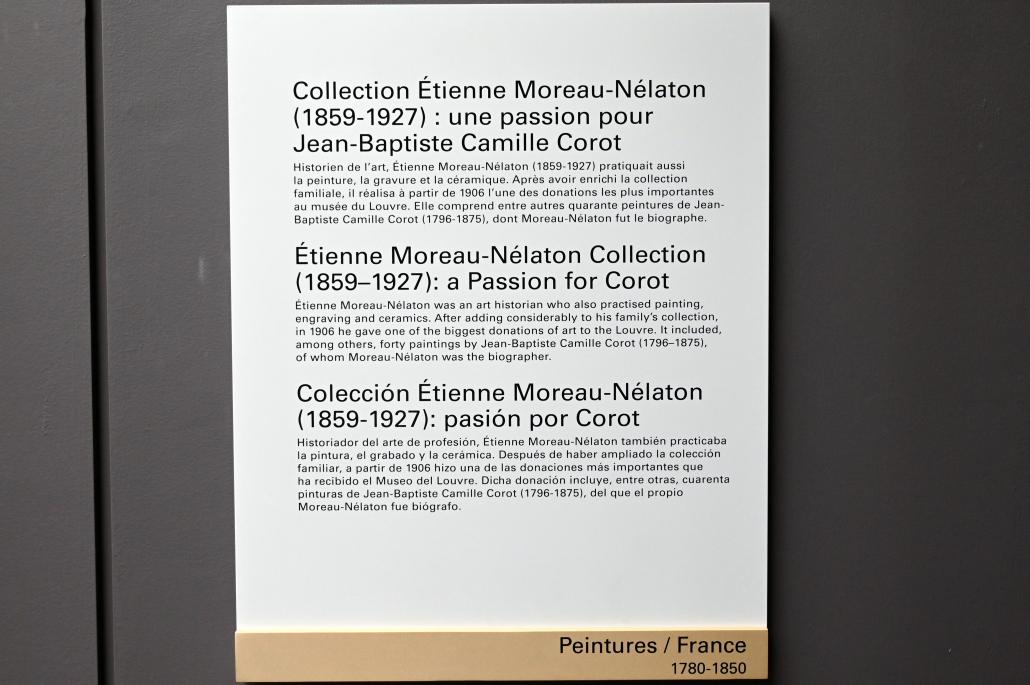 Collection Étienne Moreau-Nélaton
(1859-1927) : une passion pour
Jean-Baptiste Camille Corot
Historien de l'art, Étienne Moreau-Nélaton (1859-1927) pratiquait aussi
la peinture, la gravure et la céramique. Après avoir enrichi la collection
familiale, il réalisa à partir de 1906 l'une des donations les plus importantes
au musée du Louvre. Elle comprend entre autres quarante peintures de Jean-
Baptiste Camille Corot (1796-1875), dont Moreau-Nélaton fut le biographe.
Étienne Moreau-Nélaton Collection
(1859–1927): a Passion for Corot
Étienne Moreau-Nélaton was an art historian who also practised painting,
engraving and ceramics. After adding considerably to his family's collection,
in 1906 he gave one of the biggest donations of art to the Louvre. It included,
among others, forty paintings by Jean-Baptiste Camille Corot (1796–1875),
of whom Moreau-Nélaton was the biographer.
Colección Étienne Moreau-Nélaton
(1859-1927): pasión por Corot
Historiador del arte de profesión, Étienne Moreau-Nélaton también practicaba
la pintura, el grabado y la cerámica. Después de haber ampliado la colección
familiar, a partir de 1906 hizo una de las donaciones más importantes que
ha recibido el Museo del Louvre. Dicha donación incluye, entre otras, cuarenta
pinturas de Jean-Baptiste Camille Corot (1796-1875), del que el propio
Moreau-Nélaton fue biógrafo.
Peintures / France
1780-1850